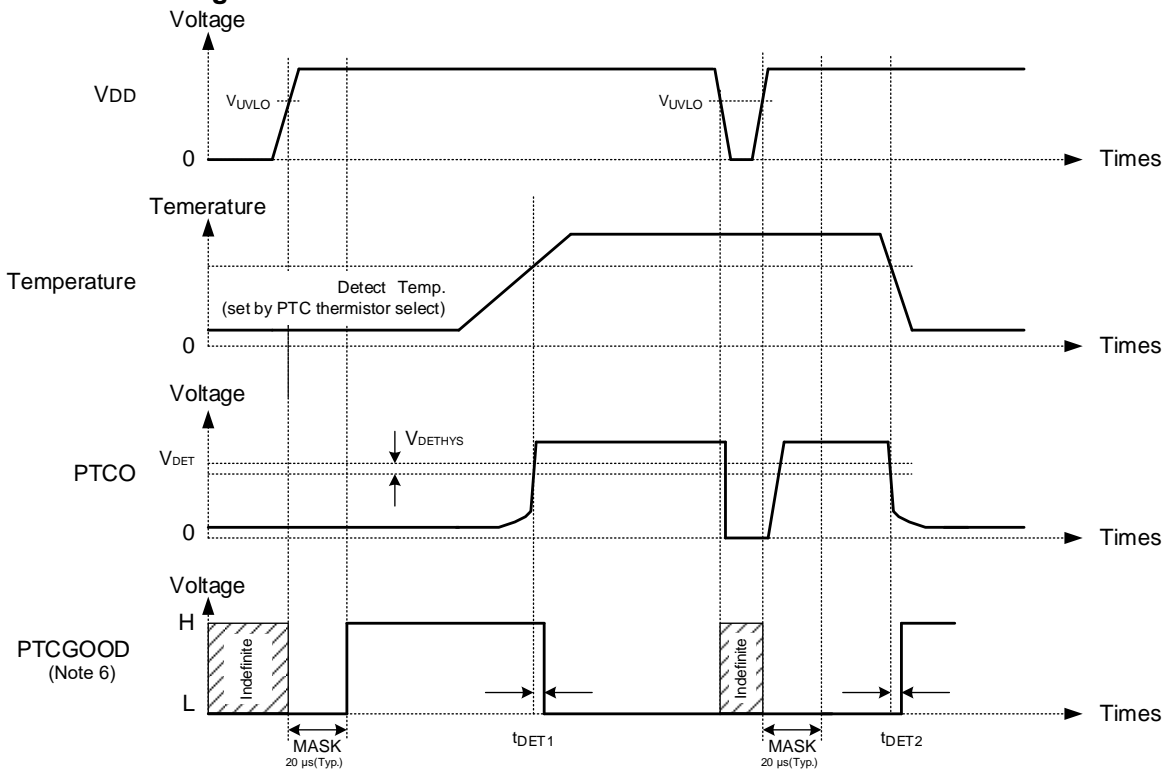 Voltage
VDD
VUVLO
VUVLO
0
Times
Temerature
Temperature
Detect Temp.
(set by PTC thermistor select)
0
Times
Voltage
VDETHYS
VDET
PTCO
0
Times
Voltage
H
PTCGOOD
(Note 6)
Indefinite
Indefinite
L
Times
MASK
20 µs(Typ.)
tDET1
MASK
20 µs(Typ.)
tDET2